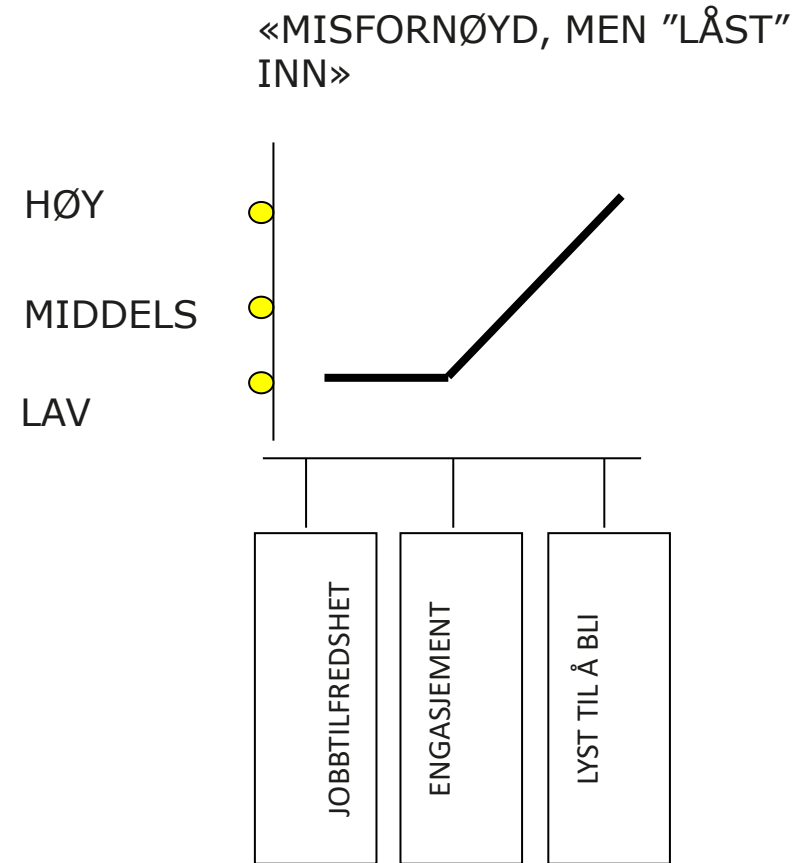 «MISFORNØYD, MEN ”LÅST”
INN»
HØY
MIDDELS
LAV
JOBBTILFREDSHET
ENGASJEMENT
LYST TIL Å BLI